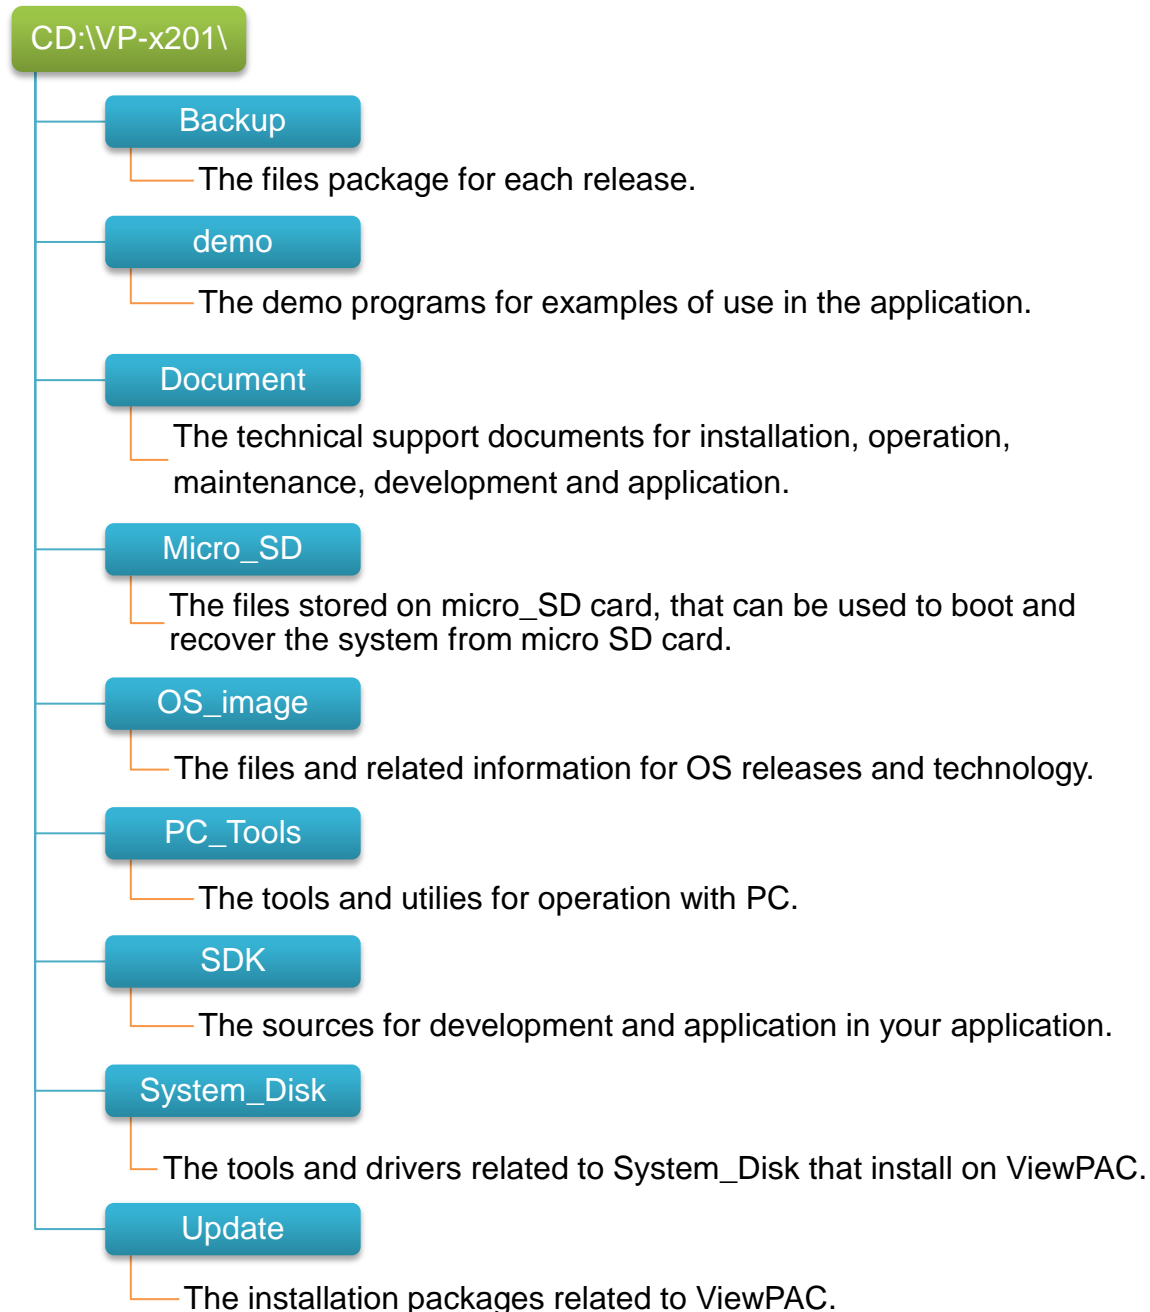 CD:\VP-x201\
Backup
The files package for each release.
demo
The demo programs for examples of use in the application.
Document
The technical support documents for installation, operation,
maintenance, development and application.
Micro_SD
The files stored on micro_SD card, that can be used to boot and
recover the system from micro SD card.
OS_image
The files and related information for OS releases and technology.
PC_Tools
The tools and utilies for operation with PC.
SDK
The sources for development and application in your application.
System_Disk
The tools and drivers related to System_Disk that install on ViewPAC.
Update
The installation packages related to ViewPAC.